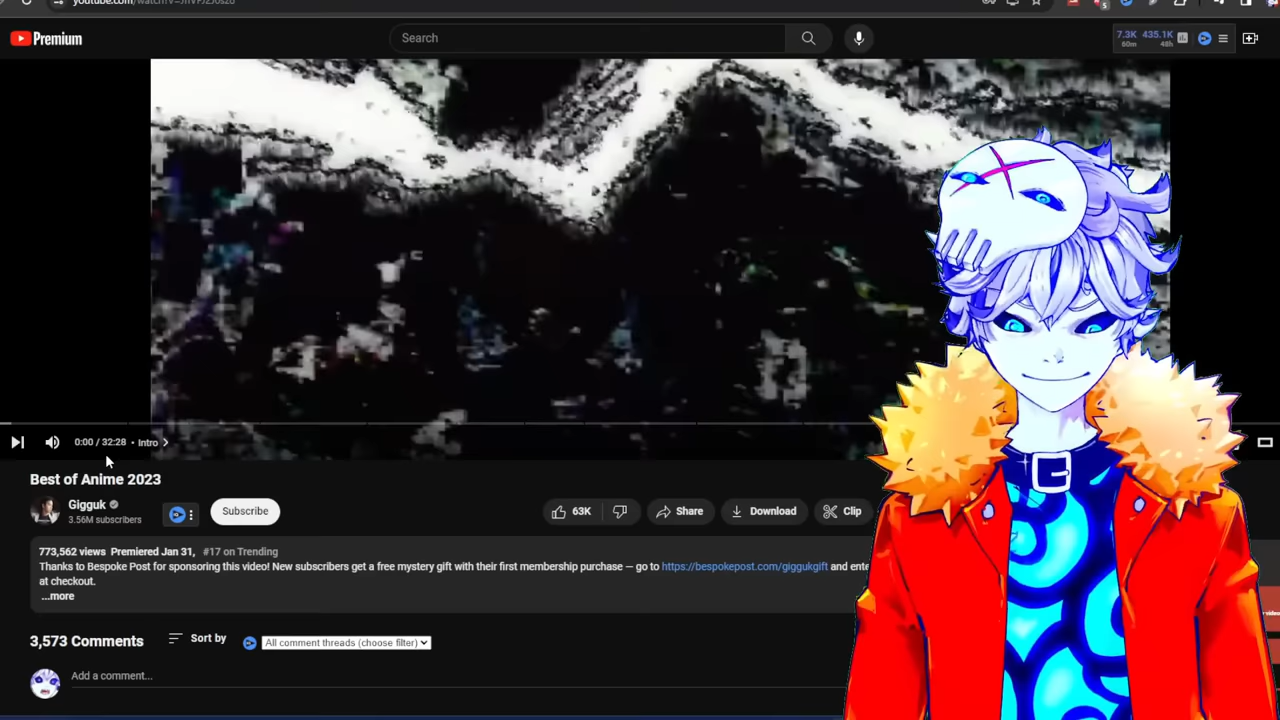 Premium
Search
7.3K 435.1K
60m 48h
0:00 / 32:28 • Intro
Best of Anime 2023
Gigguk
3.56M subscribers
Subscribe
63K
Share
Download
Clip
773,562 views Premiered Jan 31, #17 on Trending
Thanks to Bespoke Post for sponsoring this video! New subscribers get a free mystery gift with their first membership purchase — go to https://bespokepost.com/giggukgift and ente
at checkout.
...more
3,573 Comments
Sort by
All comment threads (choose filter)
Add a comment...